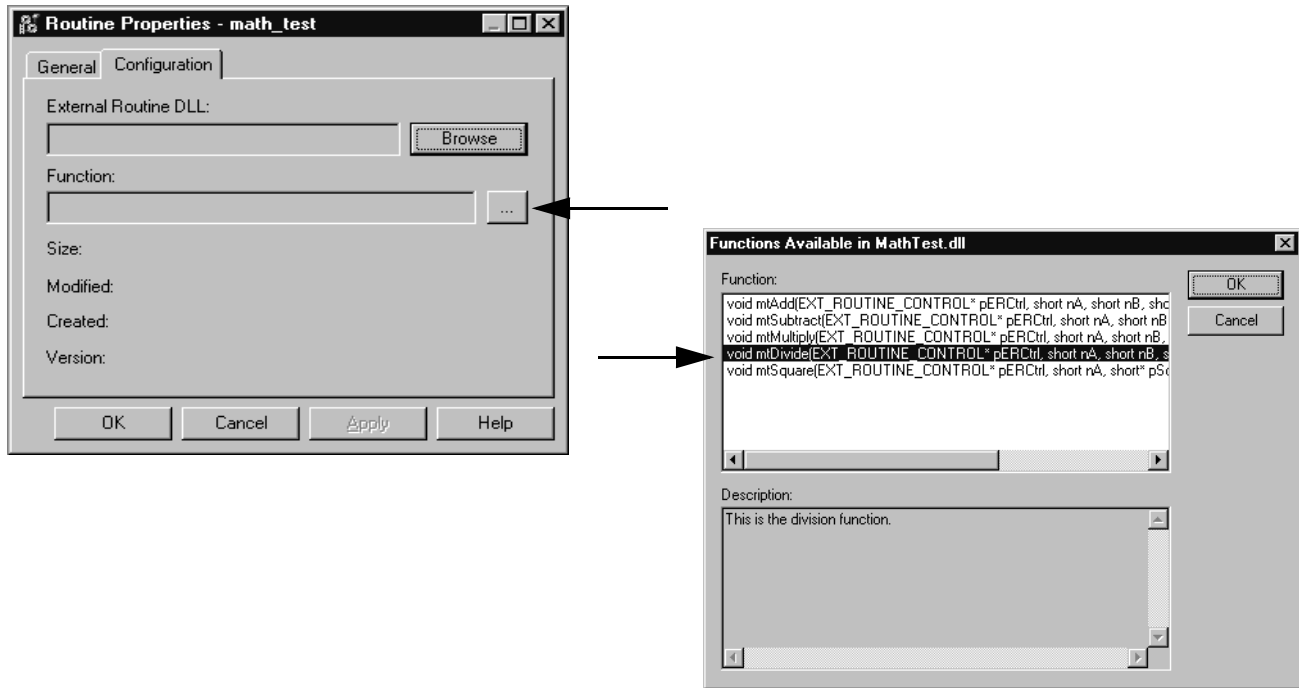 Routine Properties - math_test
General Configuration
External Routine DLL:
Browse
Function:
...
Size:
Modified:
Created:
Version:
OK Cancel Apply Help
Functions Available in MathTest.dll
Function:
void mtAdd(EXT_ROUTINE_CONTROL* pERCtrl, short nA, short nB, sho
void mtSubtract(EXT_ROUTINE_CONTROL* pERCtrl, short nA, short nB
void mtMultiply(EXT_ROUTINE_CONTROL* pERCtrl, short nA, short nB,
void mtDivide(EXT_ROUTINE_CONTROL* pERCtrl, short nA, short nB, s
void mtSquare(EXT_ROUTINE_CONTROL* pERCtrl, short nA, short* pSq
OK
Cancel
Description:
This is the division function.